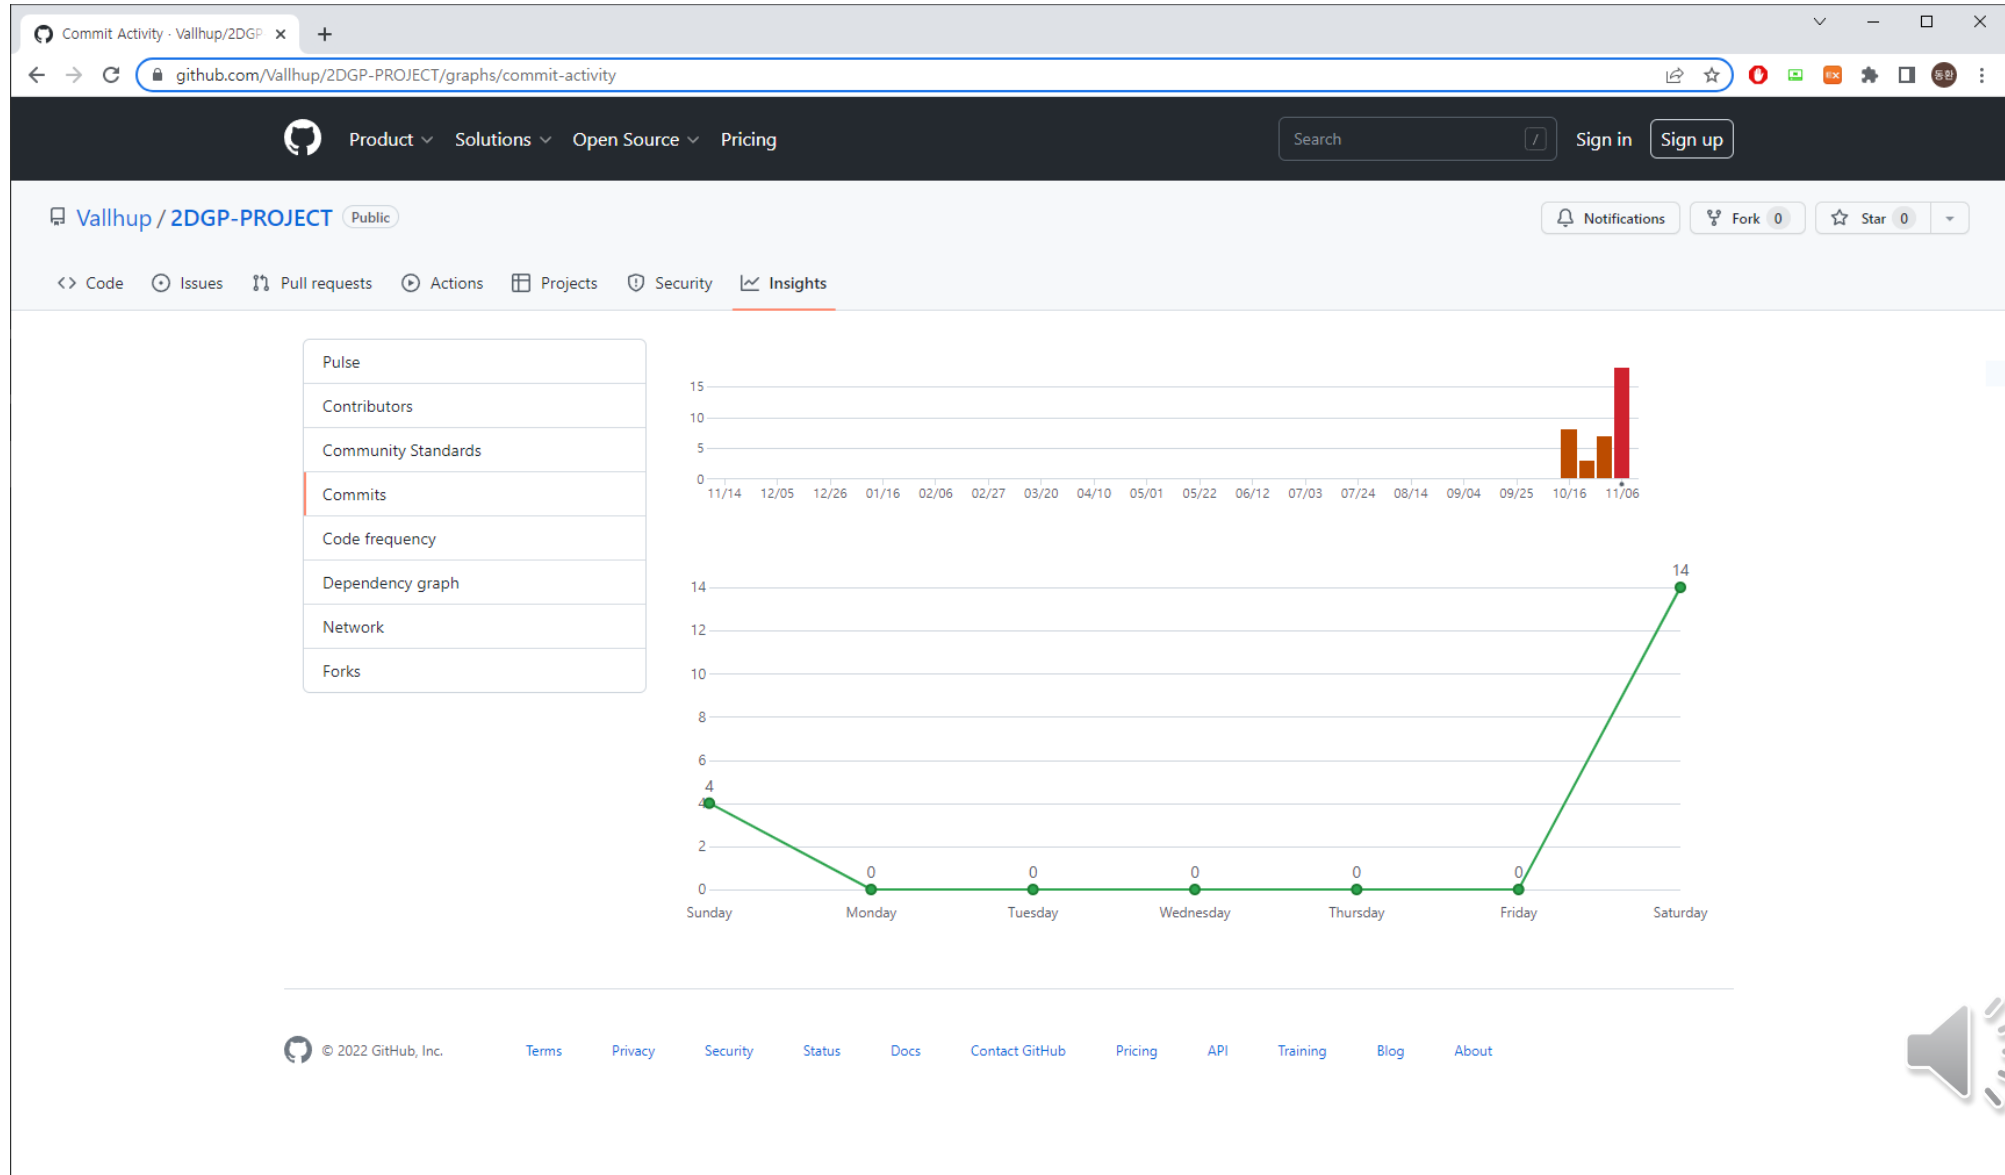 Commit Activity · Vallhup/2DGP
github.com/Vallhup/2DGP-PROJECT/graphs/commit-activity
동환
Product Solutions Open Source Pricing Search / Sign in Sign up
Vallhup / 2DGP-PROJECT Public Notifications Fork 0 Star 0
Code Issues Pull requests Actions Projects Security Insights
Pulse
Contributors
Community Standards
Commits
Code frequency
Dependency graph
Network
Forks
15
10
5
0
11/14 12/05 12/26 01/16 02/06 02/27 03/20 04/10 05/01 05/22 06/12 07/03 07/24 08/14 09/04 09/25 10/16 11/06
14
14
12
10
8
6
4
4
2
0 0 0 0 0
0
Sunday Monday Tuesday Wednesday Thursday Friday Saturday
© 2022 GitHub, Inc. Terms Privacy Security Status Docs Contact GitHub Pricing API Training Blog About